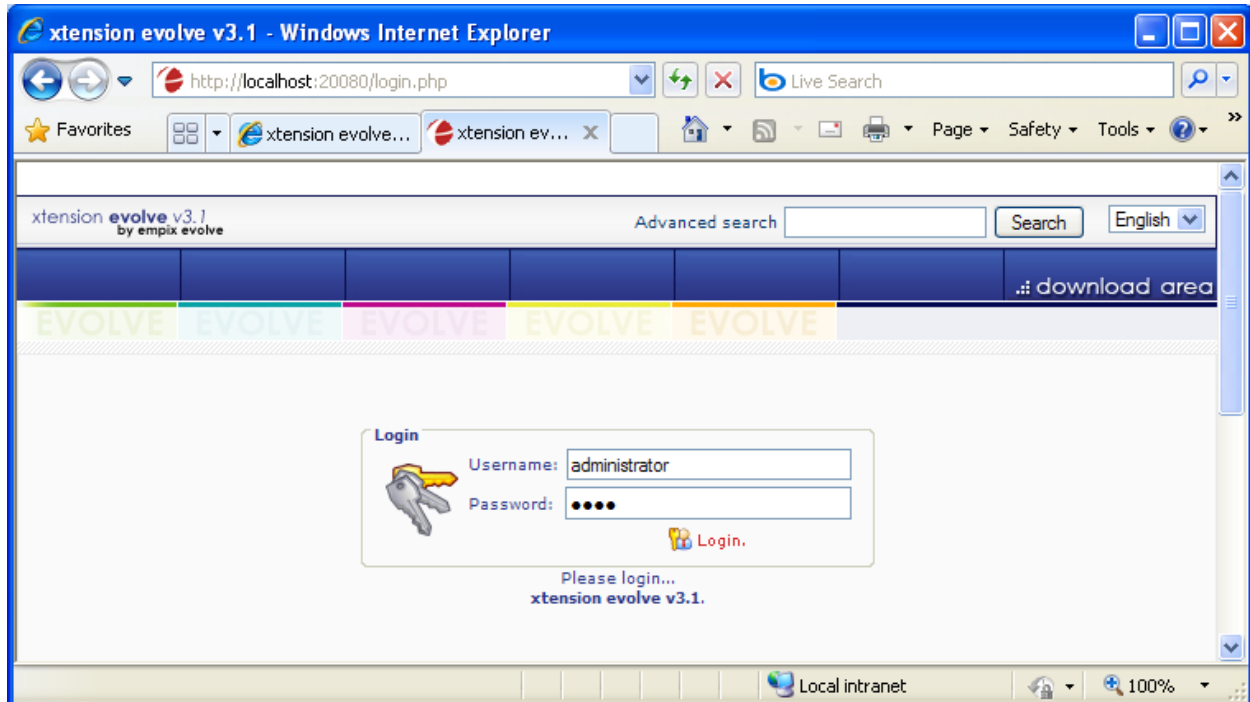 xtension evolve v3.1 - Windows Internet Explorer
http://localhost:20080/login.php
Live Search
Favorites
xtension evolve...
xtension ev...
Page
Safety
Tools
»
xtension evolve v3.1
by empix evolve
Advanced search
Search
English
.:: download area
EVOLVE EVOLVE EVOLVE EVOLVE EVOLVE
Login
Username: administrator
Password: ●●●●
Login.
Please login...
xtension evolve v3.1.
Local intranet
100%